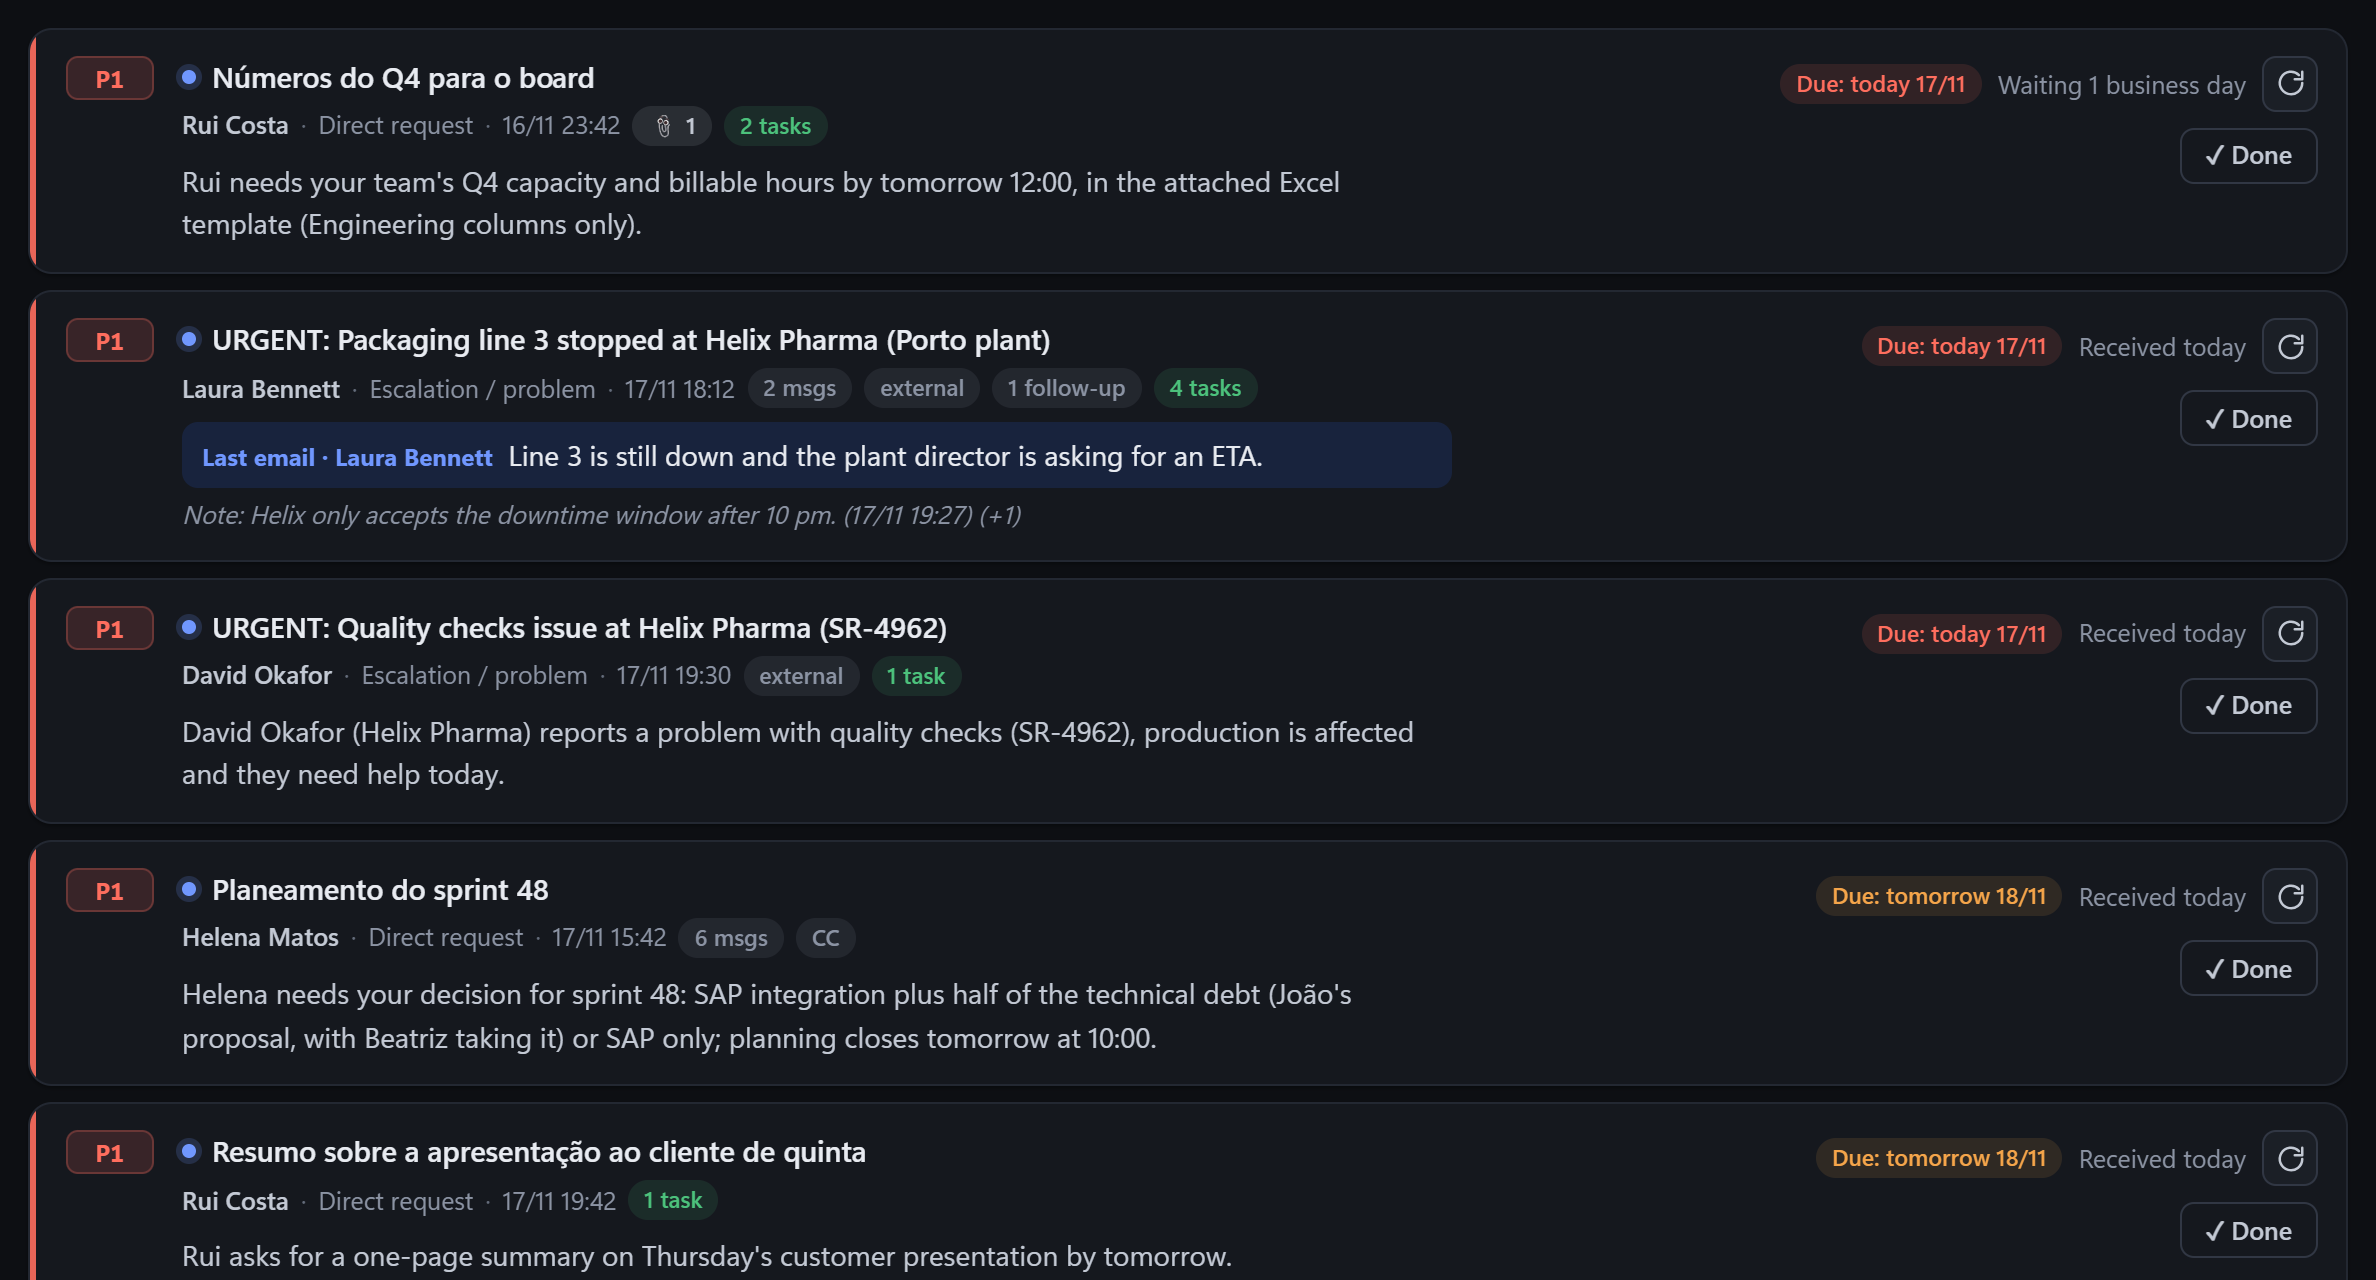 P1 Números do Q4 para o board Due: today 17/11 Waiting 1 business day
Rui Costa · Direct request · 16/11 23:42 1 2 tasks
✓ Done
Rui needs your team's Q4 capacity and billable hours by tomorrow 12:00, in the attached Excel
template (Engineering columns only).
P1 URGENT: Packaging line 3 stopped at Helix Pharma (Porto plant) Due: today 17/11 Received today
Laura Bennett · Escalation / problem · 17/11 18:12 2 msgs external 1 follow-up 4 tasks
✓ Done
Last email · Laura Bennett Line 3 is still down and the plant director is asking for an ETA.
Note: Helix only accepts the downtime window after 10 pm. (17/11 19:27) (+1)
P1 URGENT: Quality checks issue at Helix Pharma (SR-4962) Due: today 17/11 Received today
David Okafor · Escalation / problem · 17/11 19:30 external 1 task
✓ Done
David Okafor (Helix Pharma) reports a problem with quality checks (SR-4962), production is affected
and they need help today.
P1 Planeamento do sprint 48 Due: tomorrow 18/11 Received today
Helena Matos · Direct request · 17/11 15:42 6 msgs CC
✓ Done
Helena needs your decision for sprint 48: SAP integration plus half of the technical debt (João's
proposal, with Beatriz taking it) or SAP only; planning closes tomorrow at 10:00.
P1 Resumo sobre a apresentação ao cliente de quinta Due: tomorrow 18/11 Received today
Rui Costa · Direct request · 17/11 19:42 1 task
✓ Done
Rui asks for a one-page summary on Thursday's customer presentation by tomorrow.